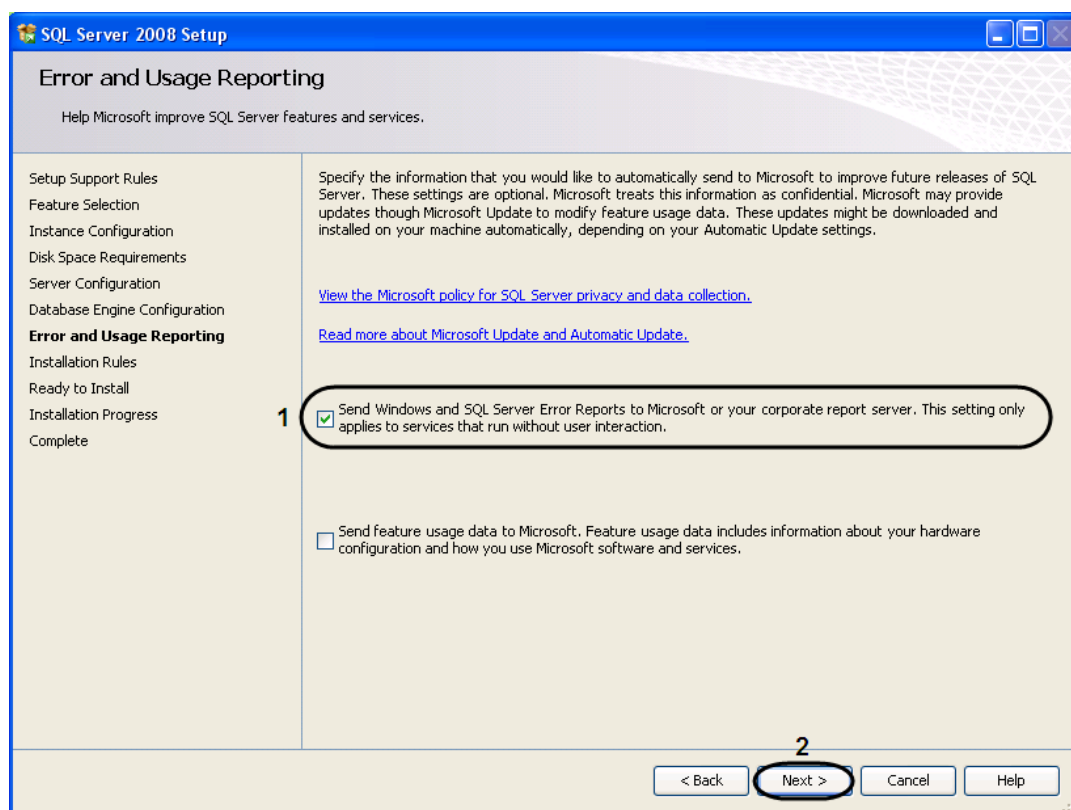 SQL Server 2008 Setup
Error and Usage Reporting
Help Microsoft improve SQL Server features and services.
Setup Support Rules
Feature Selection
Instance Configuration
Disk Space Requirements
Server Configuration
Database Engine Configuration
Error and Usage Reporting
Installation Rules
Ready to Install
Installation Progress
Complete
Specify the information that you would like to automatically send to Microsoft to improve future releases of SQL
Server. These settings are optional. Microsoft treats this information as confidential. Microsoft may provide
updates though Microsoft Update to modify feature usage data. These updates might be downloaded and
installed on your machine automatically, depending on your Automatic Update settings.
View the Microsoft policy for SQL Server privacy and data collection.
Read more about Microsoft Update and Automatic Update.
1
Send Windows and SQL Server Error Reports to Microsoft or your corporate report server. This setting only
applies to services that run without user interaction.
Send feature usage data to Microsoft. Feature usage data includes information about your hardware
configuration and how you use Microsoft software and services.
2
< Back
Next >
Cancel
Help